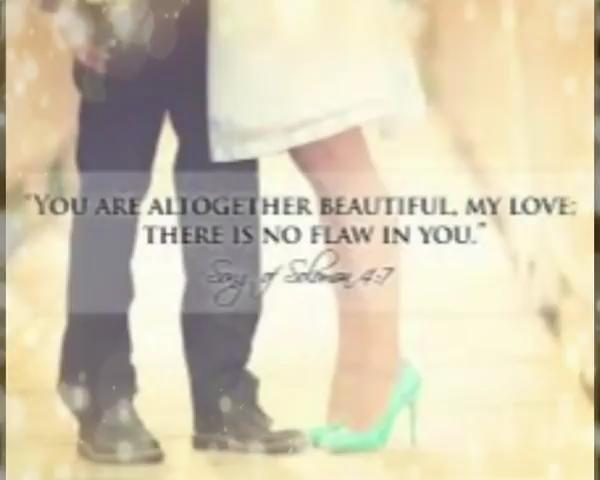 "YOU ARE ALTOGETHER BEAUTIFUL, MY LOVE;
THERE IS NO FLAW IN YOU."
Song of Solomon 4:7